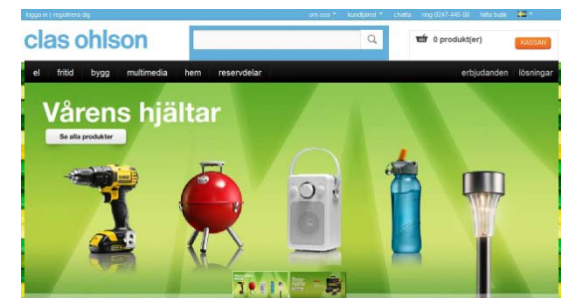 logga in | registrera dig
om oss
kundtjänst
chatta
ring 0247-445 00
hitta butik
clas ohlson
0 produkt(er)
KASSAN
el fritid bygg multimedia hem reservdelar erbjudanden lösningar
Vårens hjältar
Se alla produkter